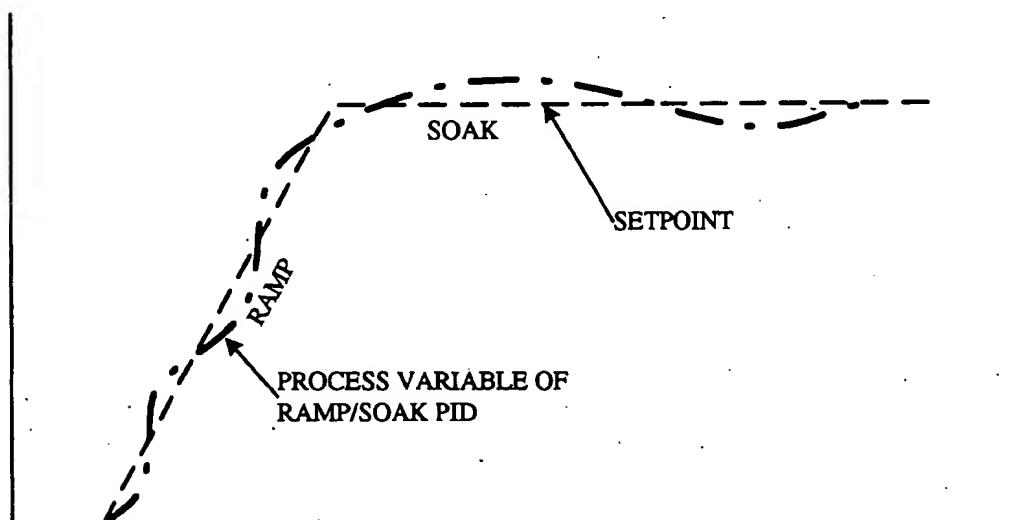 SOAK
SETPOINT
RAMP
PROCESS VARIABLE OF
RAMP/SOAK PID